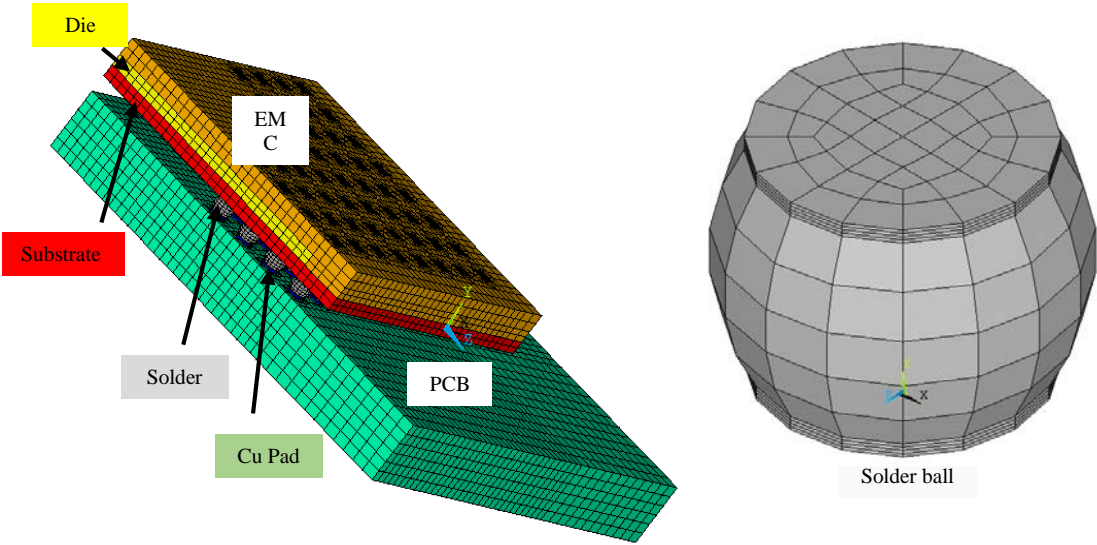 Die
EM
C
Substrate
Solder
Cu Pad
PCB
Y
Z
X
Solder ball